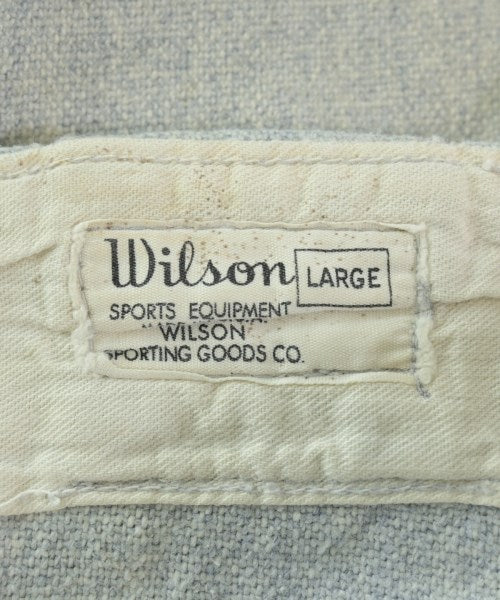 Wilson LARGE
SPORTS EQUIPMENT
WILSON
SPORTING GOODS CO.